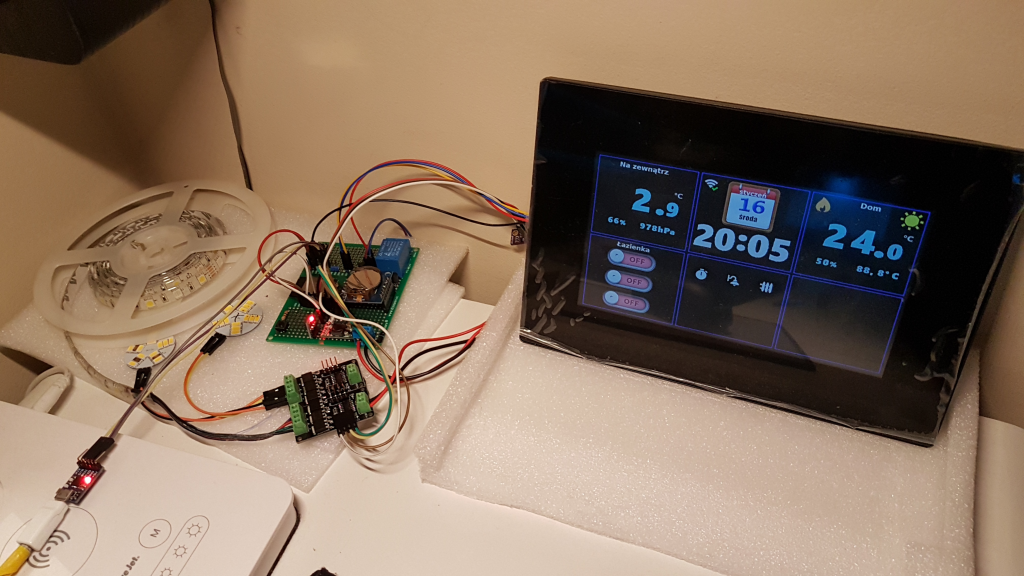 Na zewnątrz
2.9 °C
66% 978hPa
styczeń
16
środa
20:05
Dom
24.0 °C
50% 88,8°C
Łazienka
OFF
OFF
OFF
M